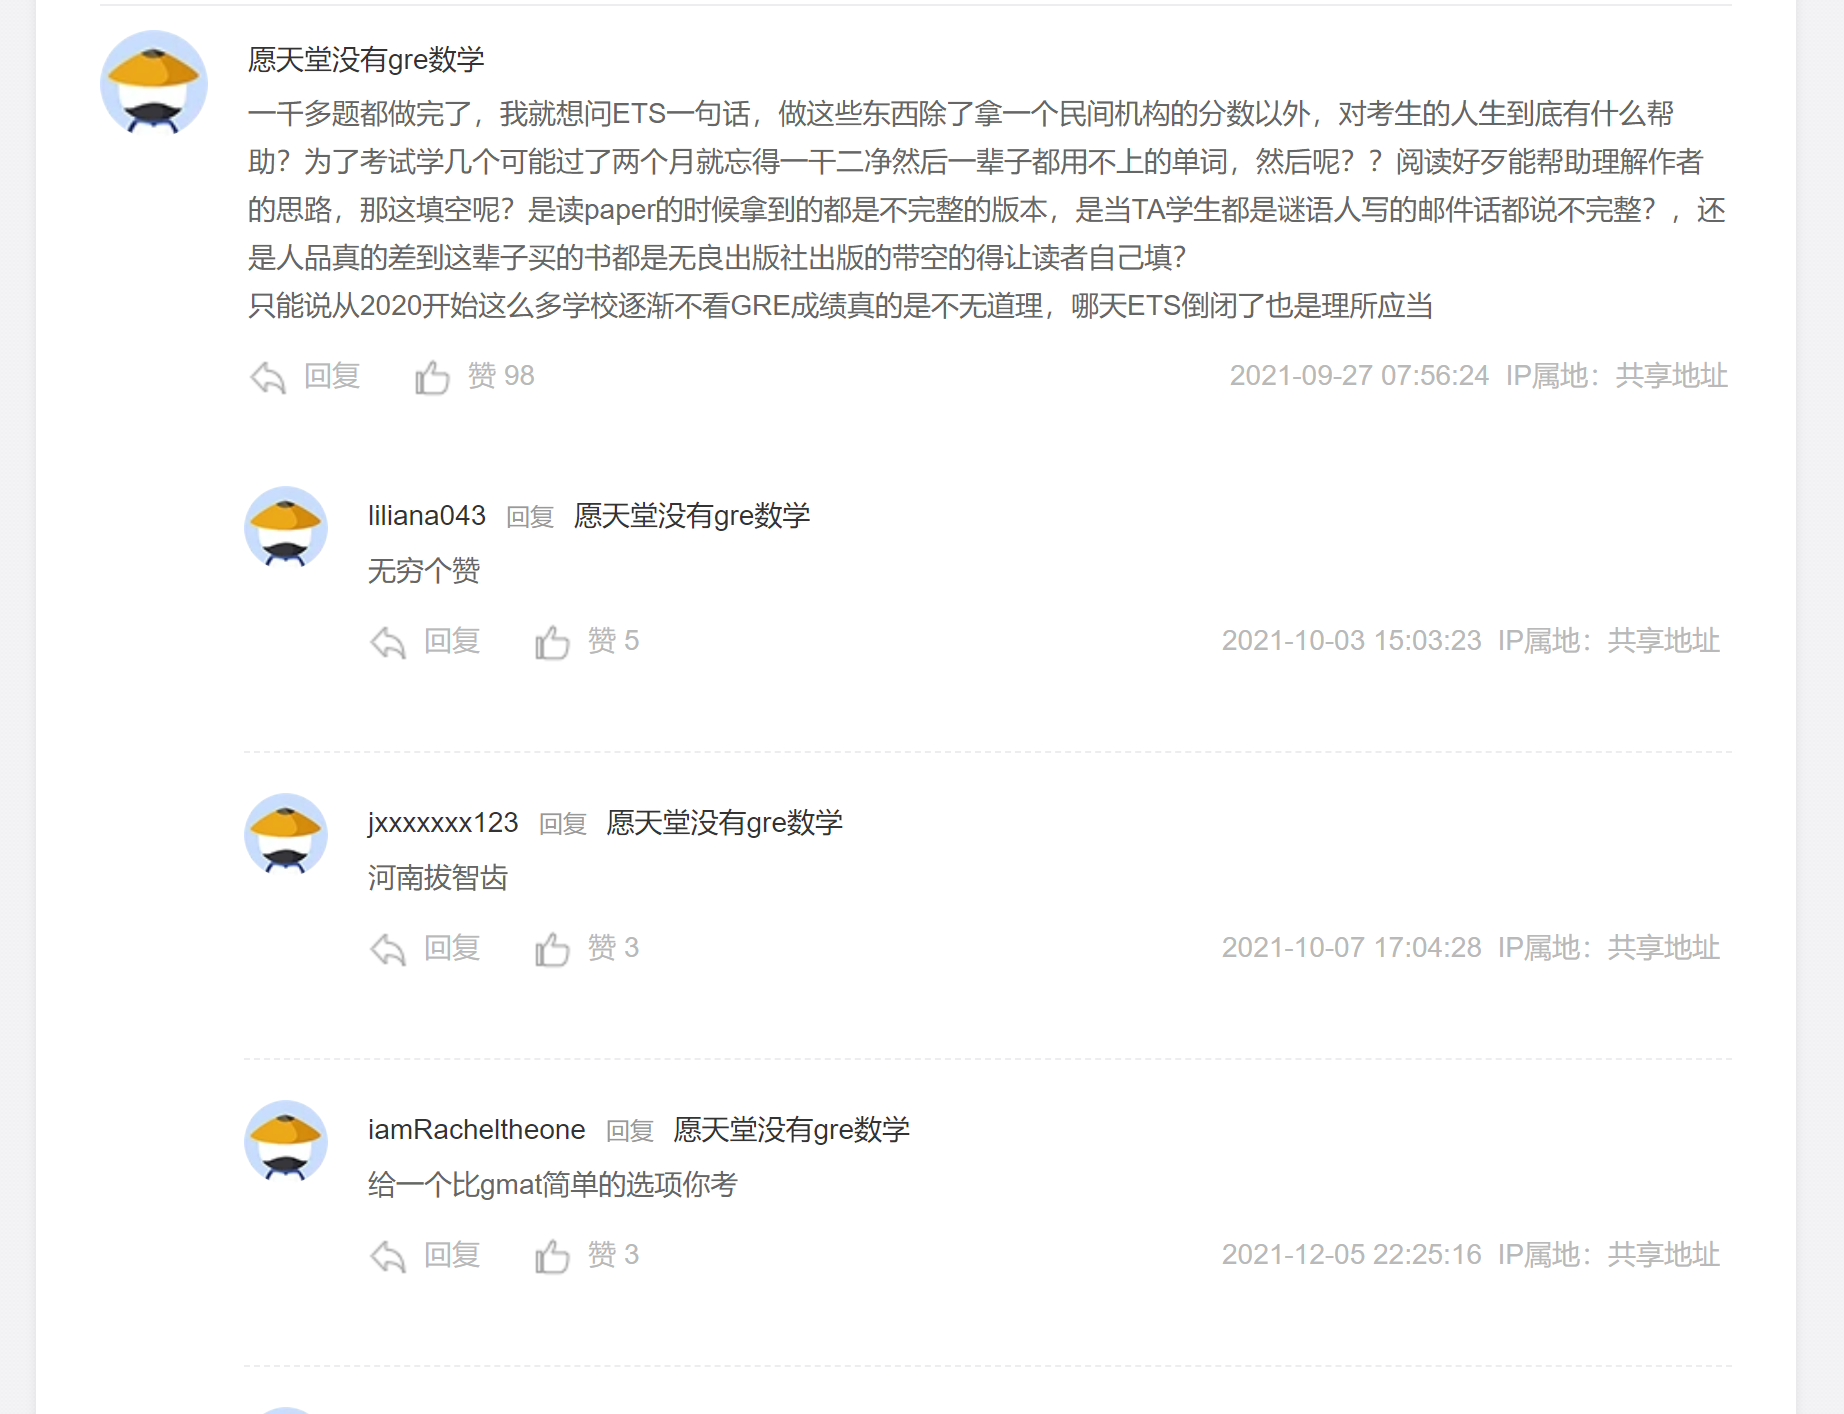 愿天堂没有gre数学
一千多题都做完了，我就想问ETS一句话，做这些东西除了拿一个民间机构的分数以外，对考生的人生到底有什么帮
助？为了考试学几个可能过了两个月就忘得一干二净然后一辈子都用不上的单词，然后呢？？阅读好歹能帮助理解作者
的思路，那这填空呢？是读paper的时候拿到的都是不完整的版本，是当TA学生都是谜语人写的邮件话都说不完整？，还
是人品真的差到这辈子买的书都是无良出版社出版的带空的得让读者自己填？
只能说从2020开始这么多学校逐渐不看GRE成绩真的是不无道理，哪天ETS倒闭了也是理所应当
回复 赞 98 2021-09-27 07:56:24 IP属地：共享地址
liliana043 回复 愿天堂没有gre数学
无穷个赞
回复 赞 5 2021-10-03 15:03:23 IP属地：共享地址
jxxxxxxx123 回复 愿天堂没有gre数学
河南拔智齿
回复 赞 3 2021-10-07 17:04:28 IP属地：共享地址
iamRacheltheone 回复 愿天堂没有gre数学
给一个比gmat简单的选项你考
回复 赞 3 2021-12-05 22:25:16 IP属地：共享地址